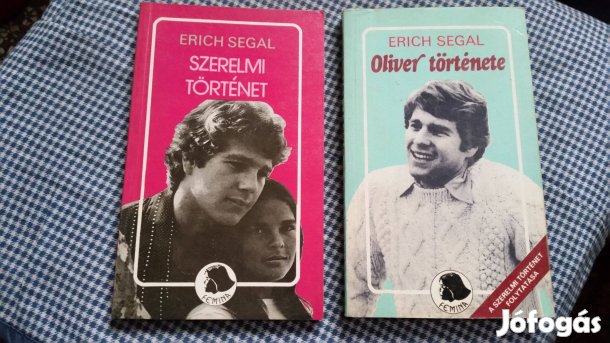 ERICH SEGAL
SZERELMI
TÖRTÉNET
FEMINA
ERICH SEGAL
Oliver története
FEMINA
A SZERELMI TÖRTÉNET
FOLYTATÁSA
Jófogás